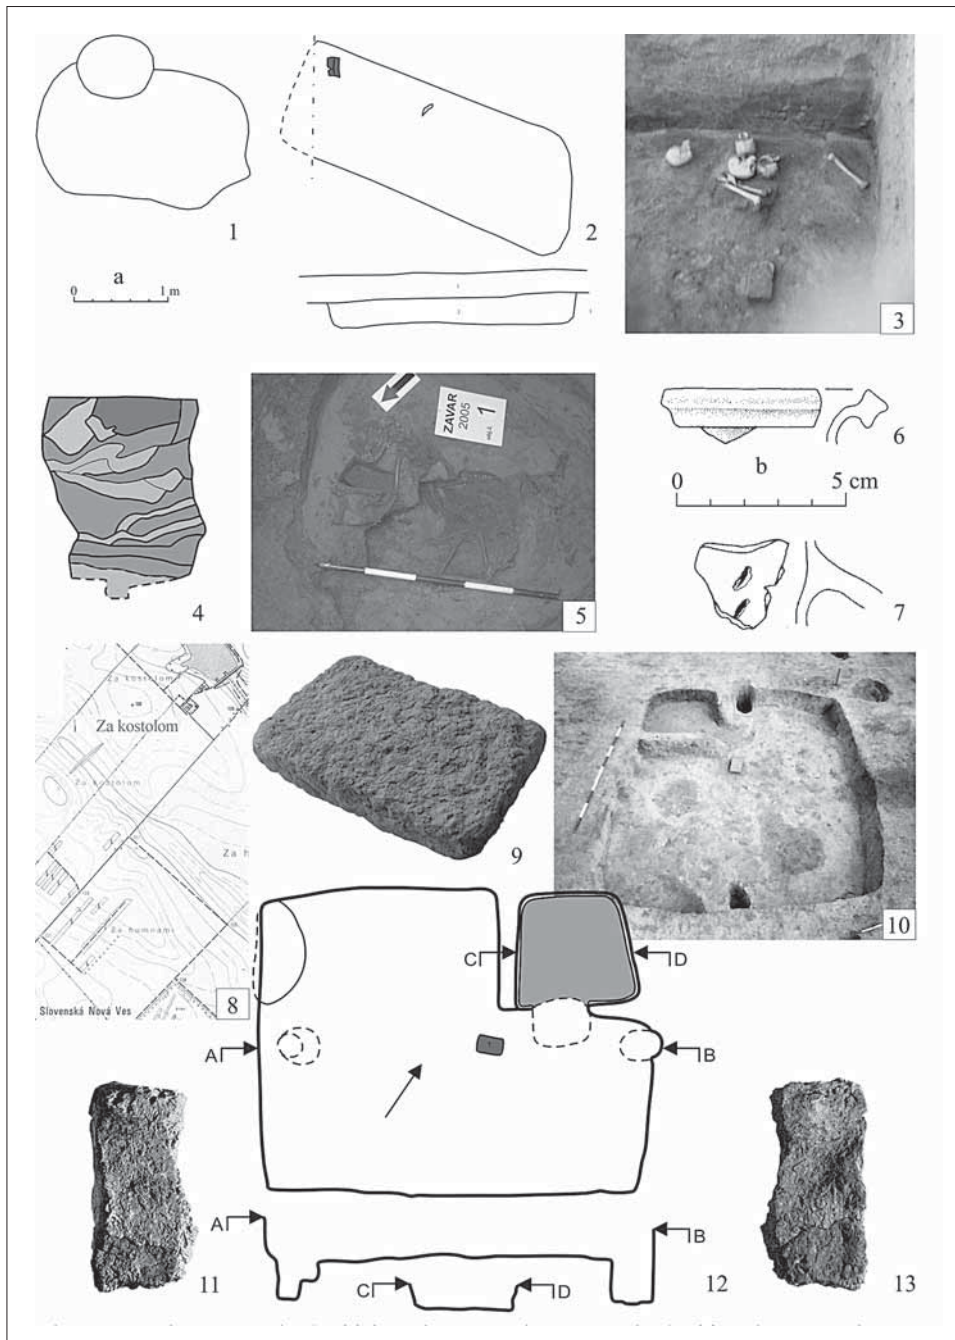 1
a
0 1 m
2
3
4
ZAVAR
2005
1
5
6
b
0 5 cm
7
Za kostolom
Za kostolom
Za kostolom
Za humnami
Slovenská Nová Ves
8
9
10
C D
A B
11
A B
C D
12
13